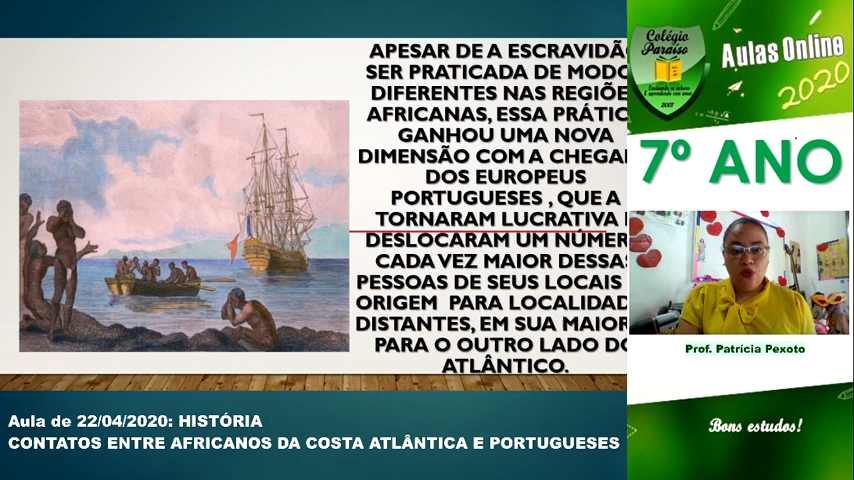 APESAR DE A ESCRAVIDÃO
SER PRATICADA DE MODO
DIFERENTES NAS REGIÕE
AFRICANAS, ESSA PRÁTIC
GANHOU UMA NOVA
DIMENSÃO COM A CHEGA
DOS EUROPEUS
PORTUGUESES , QUE A
TORNARAM LUCRATIVA
DESLOCARAM UM NÚMER
CADA VEZ MAIOR DESSA
PESSOAS DE SEUS LOCAIS
ORIGEM PARA LOCALIDAD
DISTANTES, EM SUA MAIOR
PARA O OUTRO LADO DO
ATLÂNTICO.
Aula de 22/04/2020: HISTÓRIA
CONTATOS ENTRE AFRICANOS DA COSTA ATLÂNTICA E PORTUGUESES
Colégio
Paraíso
2007
Aulas Online
2020
7º ANO
Prof. Patrícia Pexoto
Bons estudos!